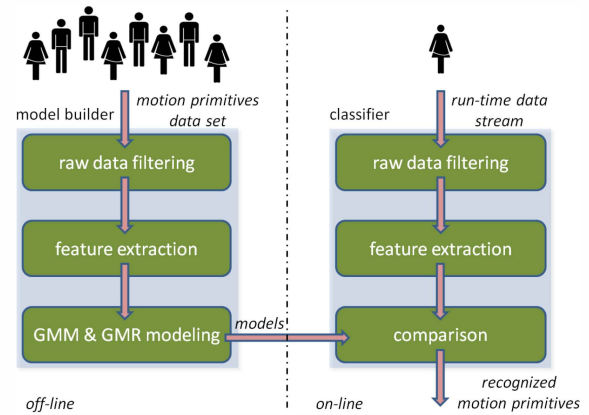 motion primitives
data set
model builder
raw data filtering
feature extraction
GMM & GMR modeling
models
off-line
run-time data
stream
classifier
raw data filtering
feature extraction
comparison
recognized
motion primitives
on-line